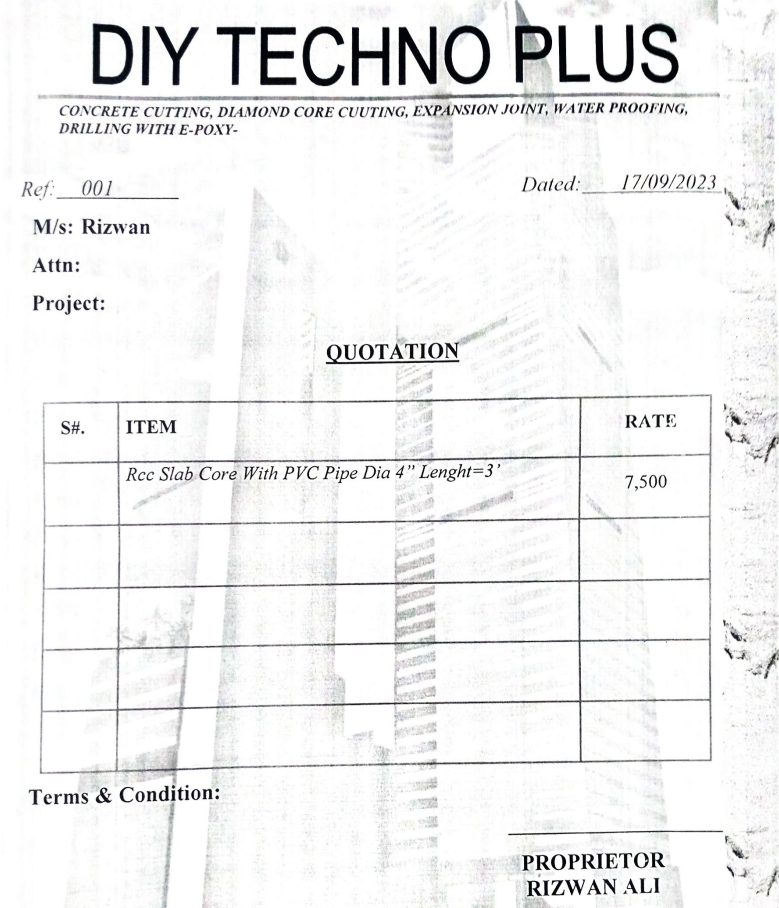 DIY TECHNO PLUS
CONCRETE CUTTING, DIAMOND CORE CUUTING, EXPANSION JOINT, WATER PROOFING,
DRILLING WITH E-POXY-
Ref: 001 Dated: 17/09/2023
M/s: Rizwan
Attn:
Project:
QUOTATION
S#. ITEM RATE
Rcc Slab Core With PVC Pipe Dia 4” Lenght=3’ 7,500
Terms & Condition:
PROPRIETOR
RIZWAN ALI